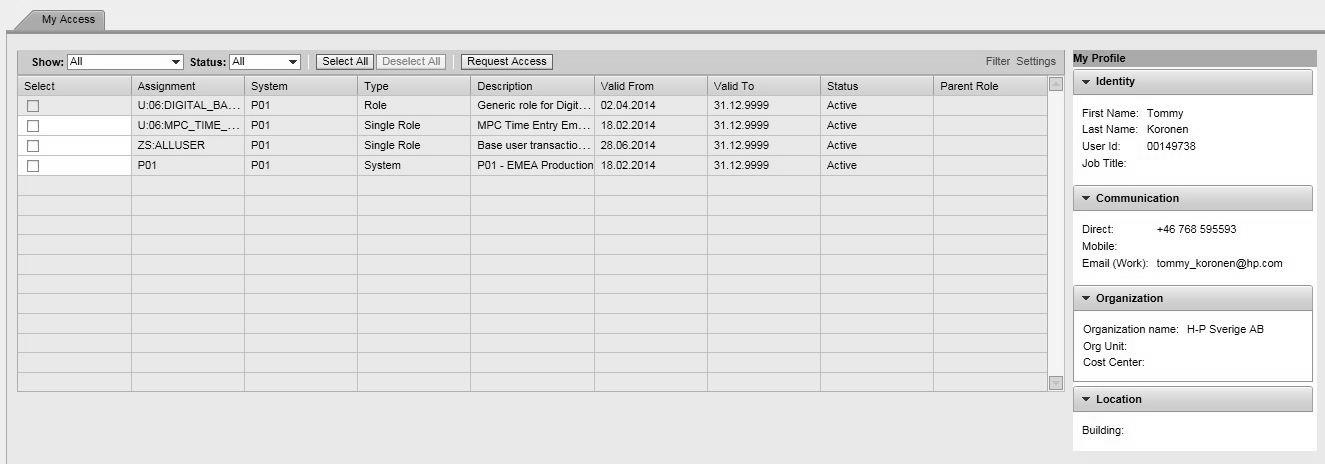 My Access
Show: All Status: All Select All Deselect All Request Access Filter Settings
Select Assignment System Type Description Valid From Valid To Status Parent Role
U:06:DIGITAL_BA... P01 Role Generic role for Digit... 02.04.2014 31.12.9999 Active
U:06:MPC_TIME_... P01 Single Role MPC Time Entry Em... 18.02.2014 31.12.9999 Active
ZS:ALLUSER P01 Single Role Base user transactio... 28.06.2014 31.12.9999 Active
P01 P01 System P01 - EMEA Production 18.02.2014 31.12.9999 Active
My Profile
Identity
First Name: Tommy
Last Name: Koronen
User Id: 00149738
Job Title:
Communication
Direct: +46 768 595593
Mobile:
Email (Work): tommy_koronen@hp.com
Organization
Organization name: H-P Sverige AB
Org Unit:
Cost Center:
Location
Building: